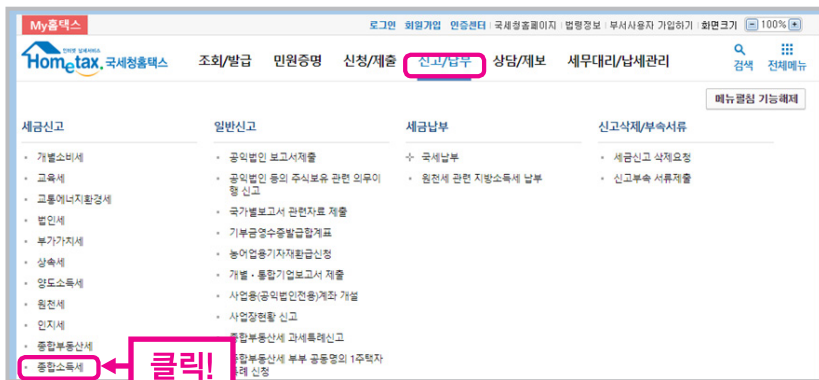 My홈택스
로그인 회원가입 인증센터 국세청홈페이지 법령정보 부서사용자 가입하기 화면크기 100%
인터넷 납세서비스
Hometax. 국세청홈택스
조회/발급 민원증명 신청/제출 신고/납부 상담/제보 세무대리/납세관리 검색 전체메뉴
메뉴펼침 기능해제
세금신고
개별소비세
교육세
교통에너지환경세
법인세
부가가치세
상속세
양도소득세
원천세
인지세
종합부동산세
종합소득세
클릭!
일반신고
공익법인 보고서제출
공익법인 등의 주식보유 관련 의무이
행 신고
국가별보고서 관련자료 제출
기부금영수증발급합계표
농어업용기자재환급신청
개별·통합기업보고서 제출
사업용(공익법인전용)계좌 개설
사업장현황 신고
종합부동산세 과세특례신고
종합부동산세 부부 공동명의 1주택자
특례 신청
세금납부
국세납부
원천세 관련 지방소득세 납부
신고삭제/부속서류
세금신고 삭제요청
신고부속 서류제출